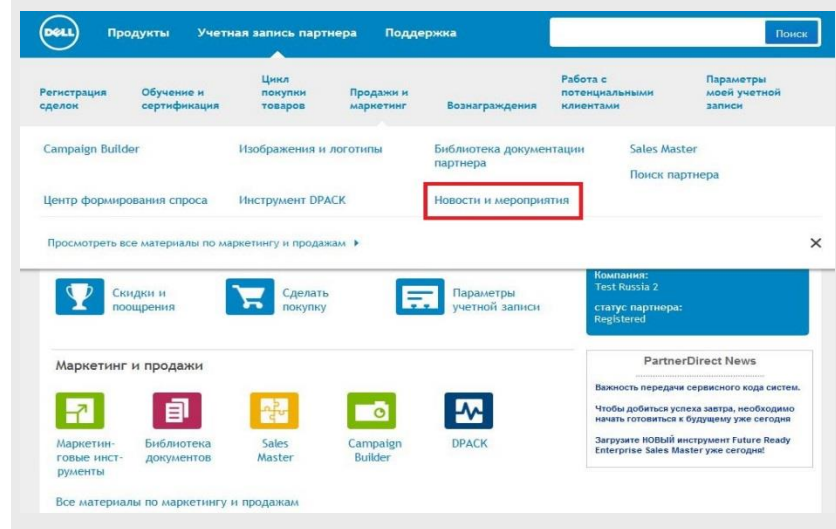 DELL
Продукты Учетная запись партнера Поддержка Поиск
Регистрация сделок
Обучение и сертификация
Цикл покупки товаров
Продажи и маркетинг
Вознаграждения
Работа с потенциальными клиентами
Параметры моей учетной записи
Campaign Builder
Изображения и логотипы
Библиотека документации
партнера
Sales Master
Поиск партнера
Центр формирования спроса
Инструмент DPACK
Новости и мероприятия
Просмотреть все материалы по маркетингу и продажам
Скидки и
поощрения
Сделать
покупку
Параметры
учетной записи
Компания:
Test Russia 2
статус партнера:
Registered
Маркетинг и продажи
Маркетин-
говые инст-
рументы
Библиотека
документов
Sales
Master
Campaign
Builder
DPACK
Все материалы по маркетингу и продажам
PartnerDirect News
Важность передачи сервисного кода систем.
Чтобы добиться успеха завтра, необходимо
начать готовиться к будущему уже сегодня
Загрузите НОВЫЙ инструмент Future Ready
Enterprise Sales Master уже сегодня!